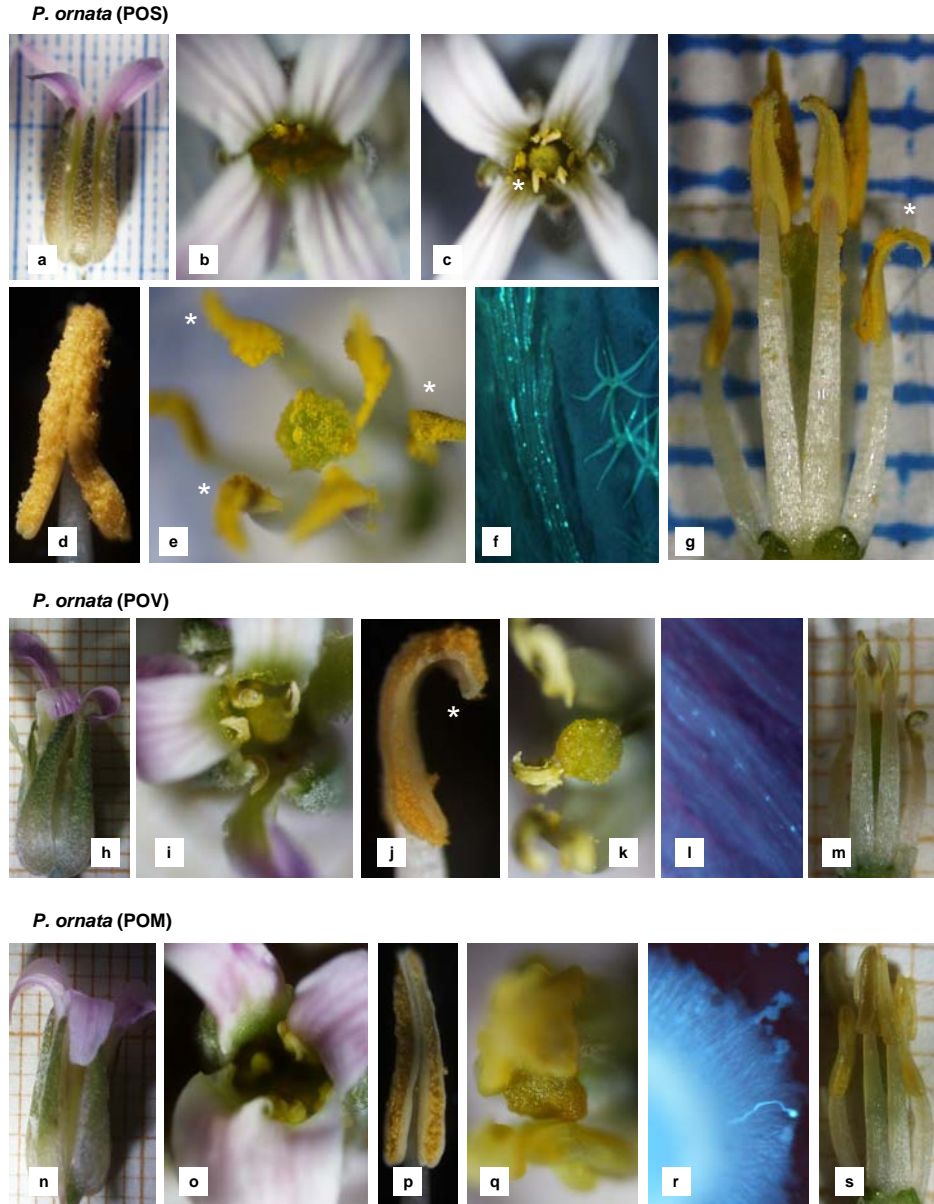 P. ornata (POS)
a
b
*
c
*
d
*
*
*
e
f
g
P. ornata (POV)
h
i
*
j
k
l
m
P. ornata (POM)
n
o
p
q
r
s